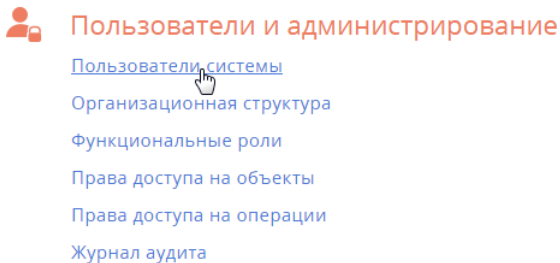 Пользователи и администрирование
Пользователи системы
Организационная структура
Функциональные роли
Права доступа на объекты
Права доступа на операции
Журнал аудита